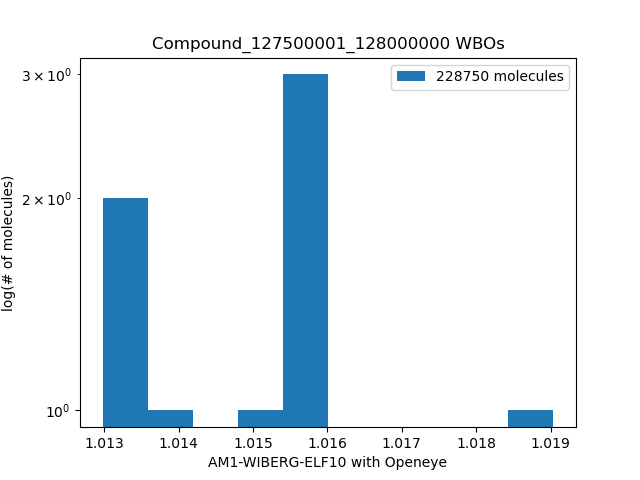 Compound_127500001_128000000 WBOs
228750 molecules
log(# of molecules)
3 × 10⁰
2 × 10⁰
10⁰
1.013 1.014 1.015 1.016 1.017 1.018 1.019
AM1-WIBERG-ELF10 with Openeye